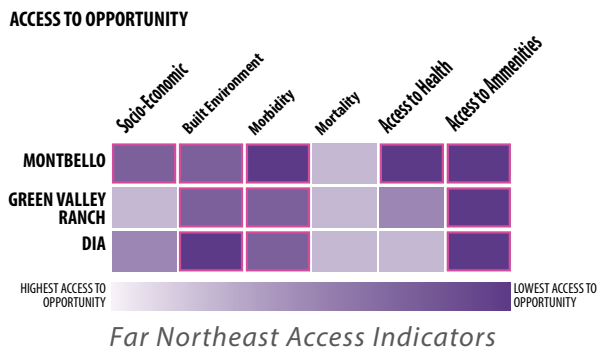 ACCESS TO OPPORTUNITY
Socio-Economic
Built Environment
Morbidity
Mortality
Access to Health
Access to Ammenities
MONTBELLO
GREEN VALLEY
RANCH
DIA
HIGHEST ACCESS TO
OPPORTUNITY
LOWEST ACCESS TO
OPPORTUNITY
Far Northeast Access Indicators